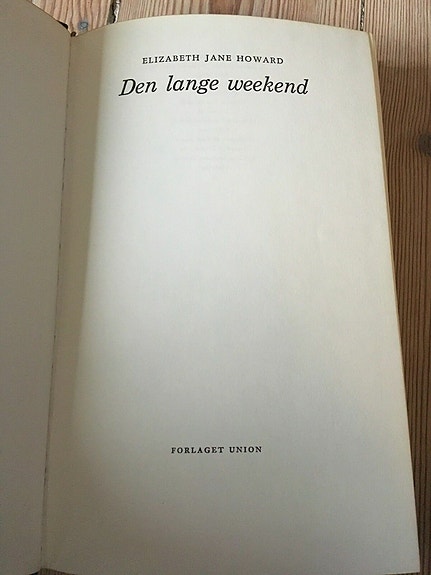 ELIZABETH JANE HOWARD
Den lange weekend
FORLAGET UNION